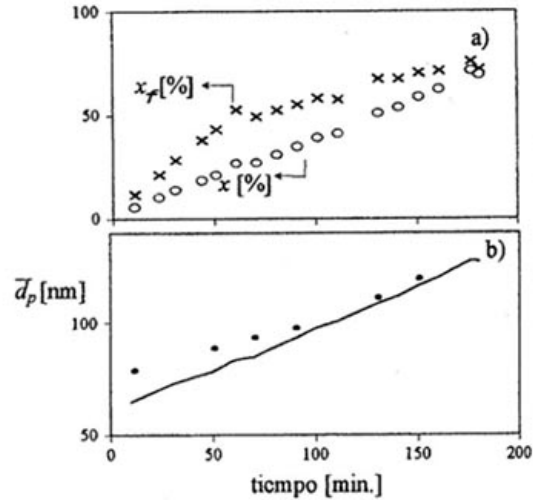 100
a)
x_f [%]
50
x [%]
0
b)
d̄_p [nm]
100
50
0 50 100 150 200
tiempo [min.]